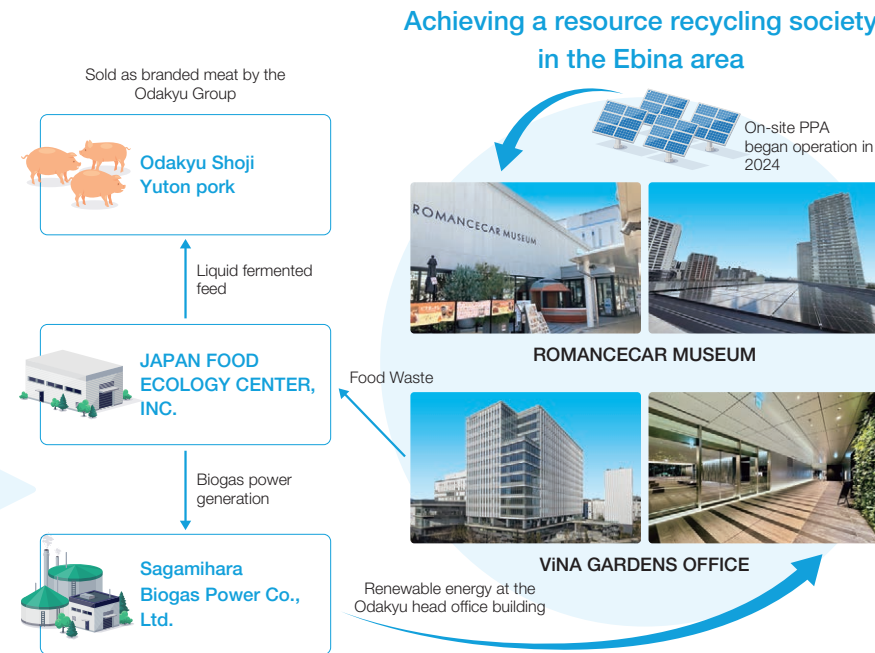 Achieving a resource recycling society
in the Ebina area
Sold as branded meat by the
Odakyu Group
Odakyu Shoji
Yuton pork
Liquid fermented
feed
JAPAN FOOD
ECOLOGY CENTER,
INC.
Biogas power
generation
Sagamihara
Biogas Power Co.,
Ltd.
Food Waste
On-site PPA
began operation in
2024
ROMANCECAR MUSEUM
ROMANCECAR MUSEUM
ViNA GARDENS OFFICE
Renewable energy at the
Odakyu head office building